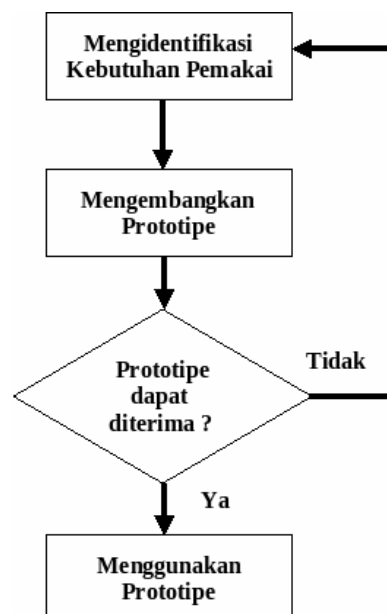 Mengidentifikasi
Kebutuhan Pemakai
Mengembangkan
Prototipe
Prototipe
dapat
diterima ?
Tidak
Ya
Menggunakan
Prototipe